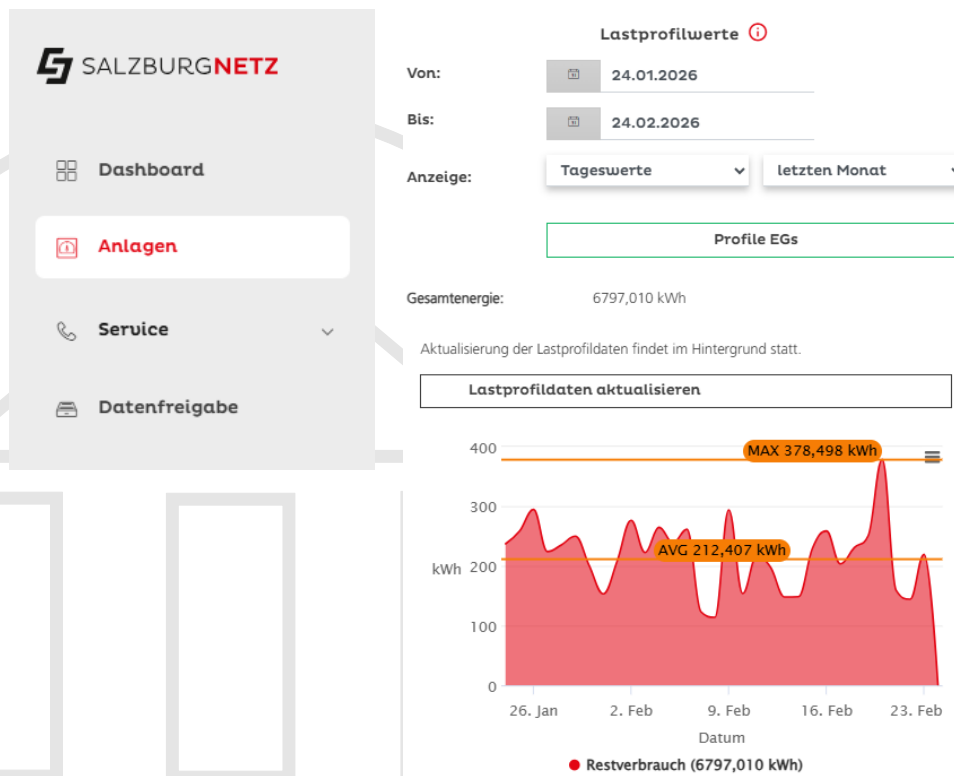 SALZBURGNETZ
Dashboard
Anlagen
Service
Datenfreigabe
Lastprofilwerte
Von: 24.01.2026
Bis: 24.02.2026
Anzeige: Tageswerte letzten Monat
Profile EGs
Gesamtenergie: 6797,010 kWh
Aktualisierung der Lastprofildaten findet im Hintergrund statt.
Lastprofildaten aktualisieren
400
MAX 378,498 kWh
300
AVG 212,407 kWh
kWh 200
100
0
26. Jan 2. Feb 9. Feb 16. Feb 23. Feb
Datum
Restverbrauch (6797,010 kWh)